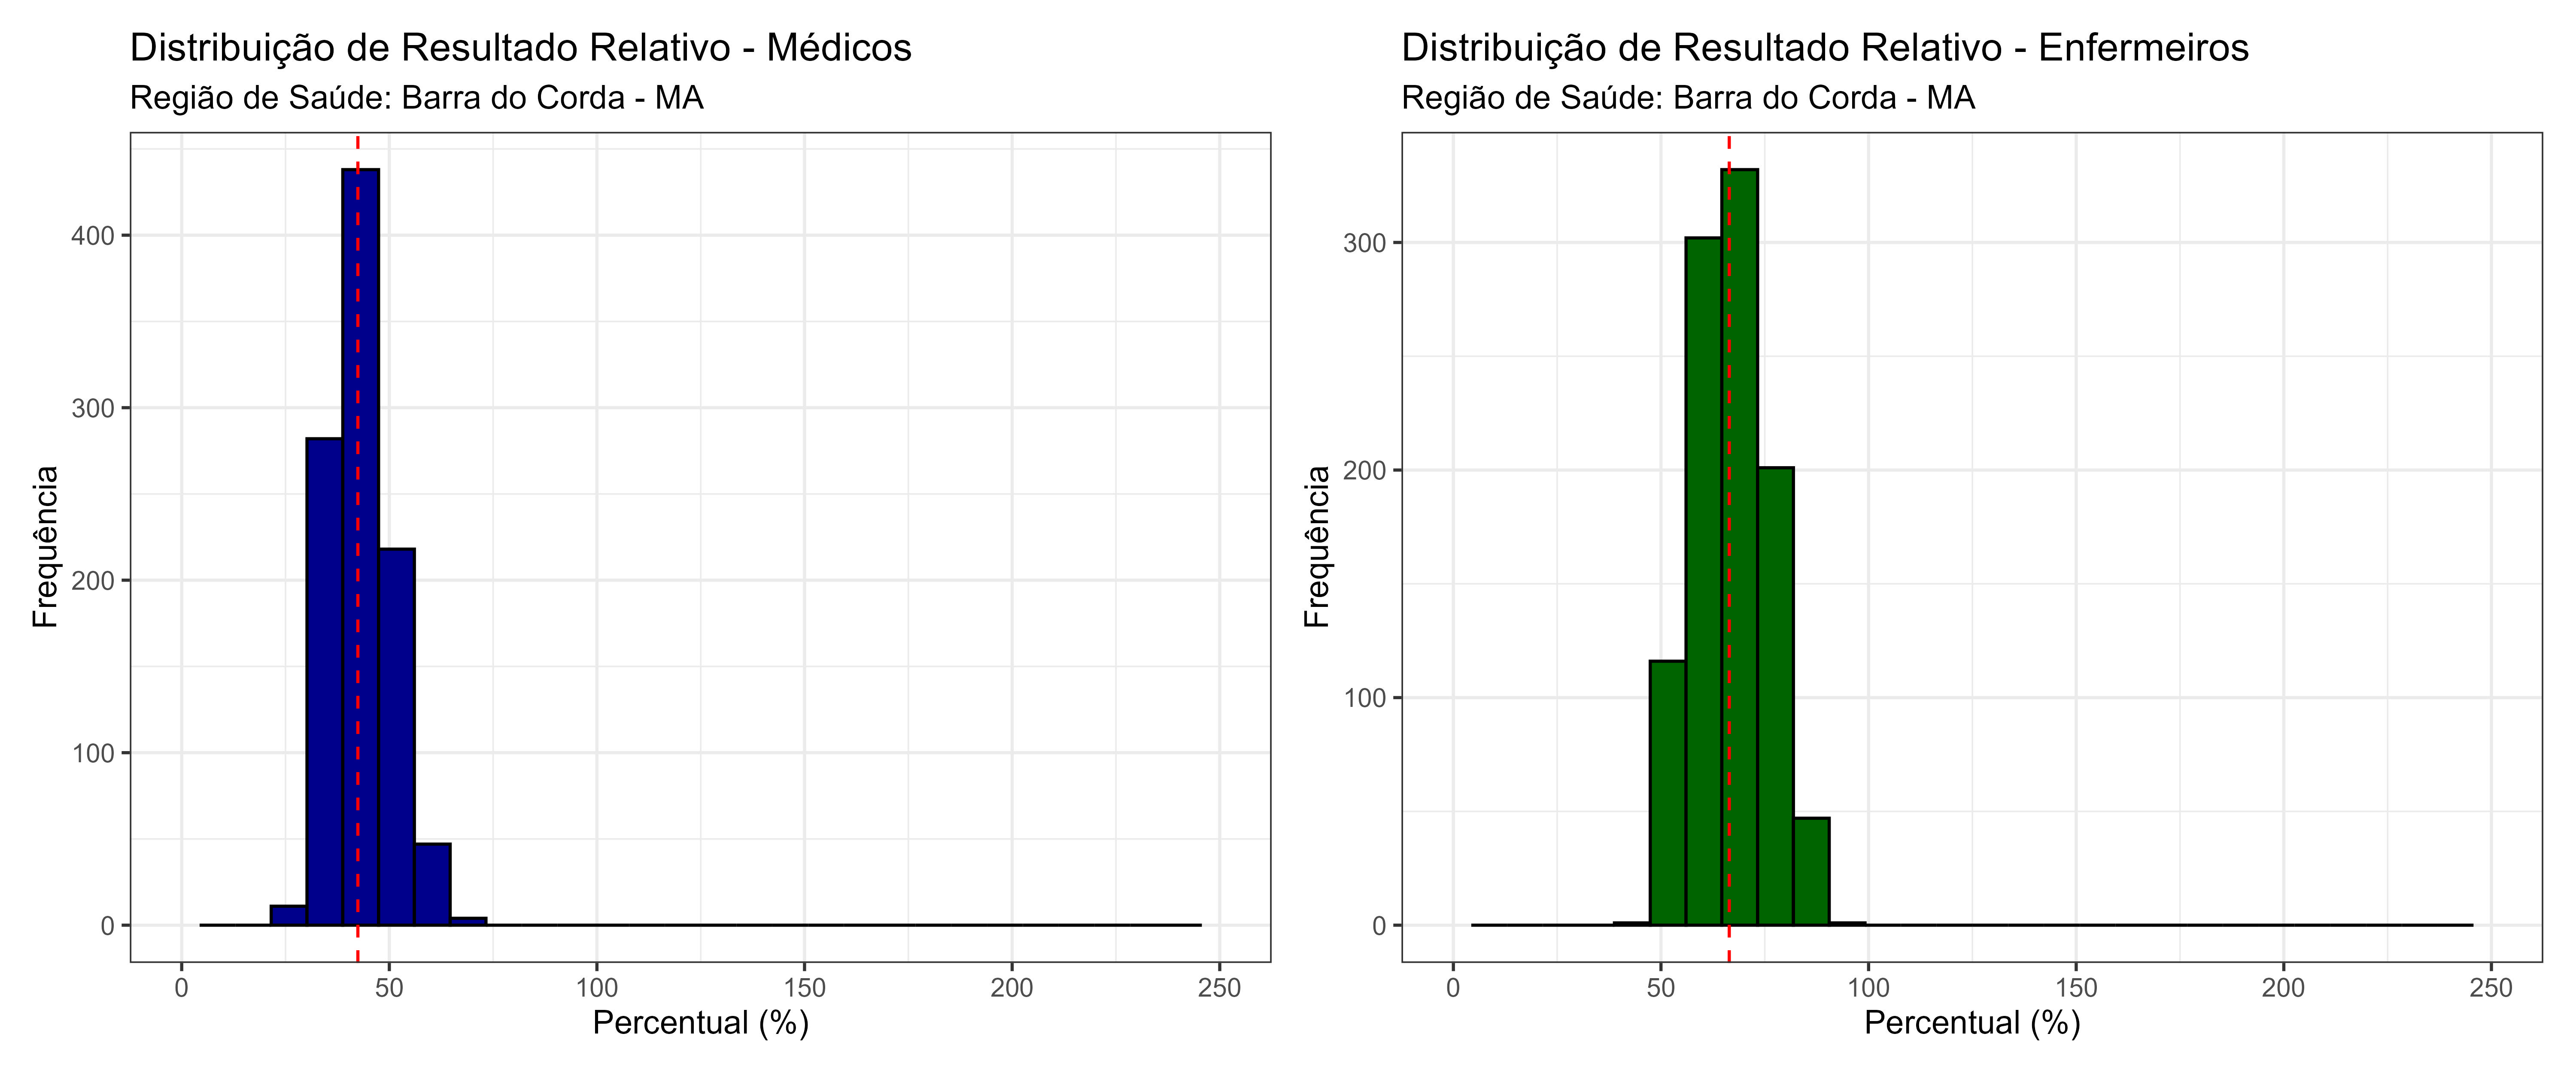 Distribuição de Resultado Relativo - Médicos
Região de Saúde: Barra do Corda - MA
Frequência
400
300
200
100
0
0 50 100 150 200 250
Percentual (%)
Distribuição de Resultado Relativo - Enfermeiros
Região de Saúde: Barra do Corda - MA
Frequência
300
200
100
0
0 50 100 150 200 250
Percentual (%)